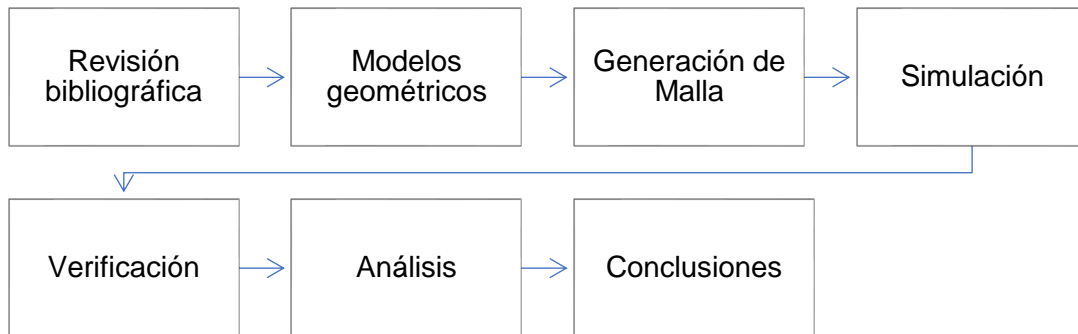 Revisión
bibliográfica
Modelos
geométricos
Generación de
Malla
Simulación
Verificación
Análisis
Conclusiones